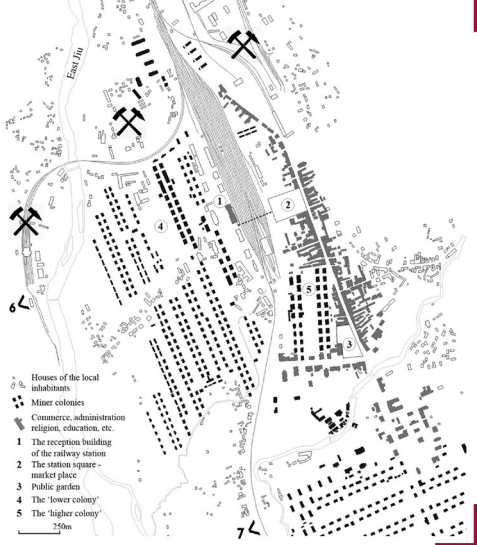 East Jiu
1
2
4
5
3
6
Houses of the local
inhabitants
Miner colonies
Commerce, administration
religion, education, etc.
1 The reception building
of the railway station
2 The station square -
market place
3 Public garden
4 The ‘lower colony’
5 The ‘higher colony’
250m
7